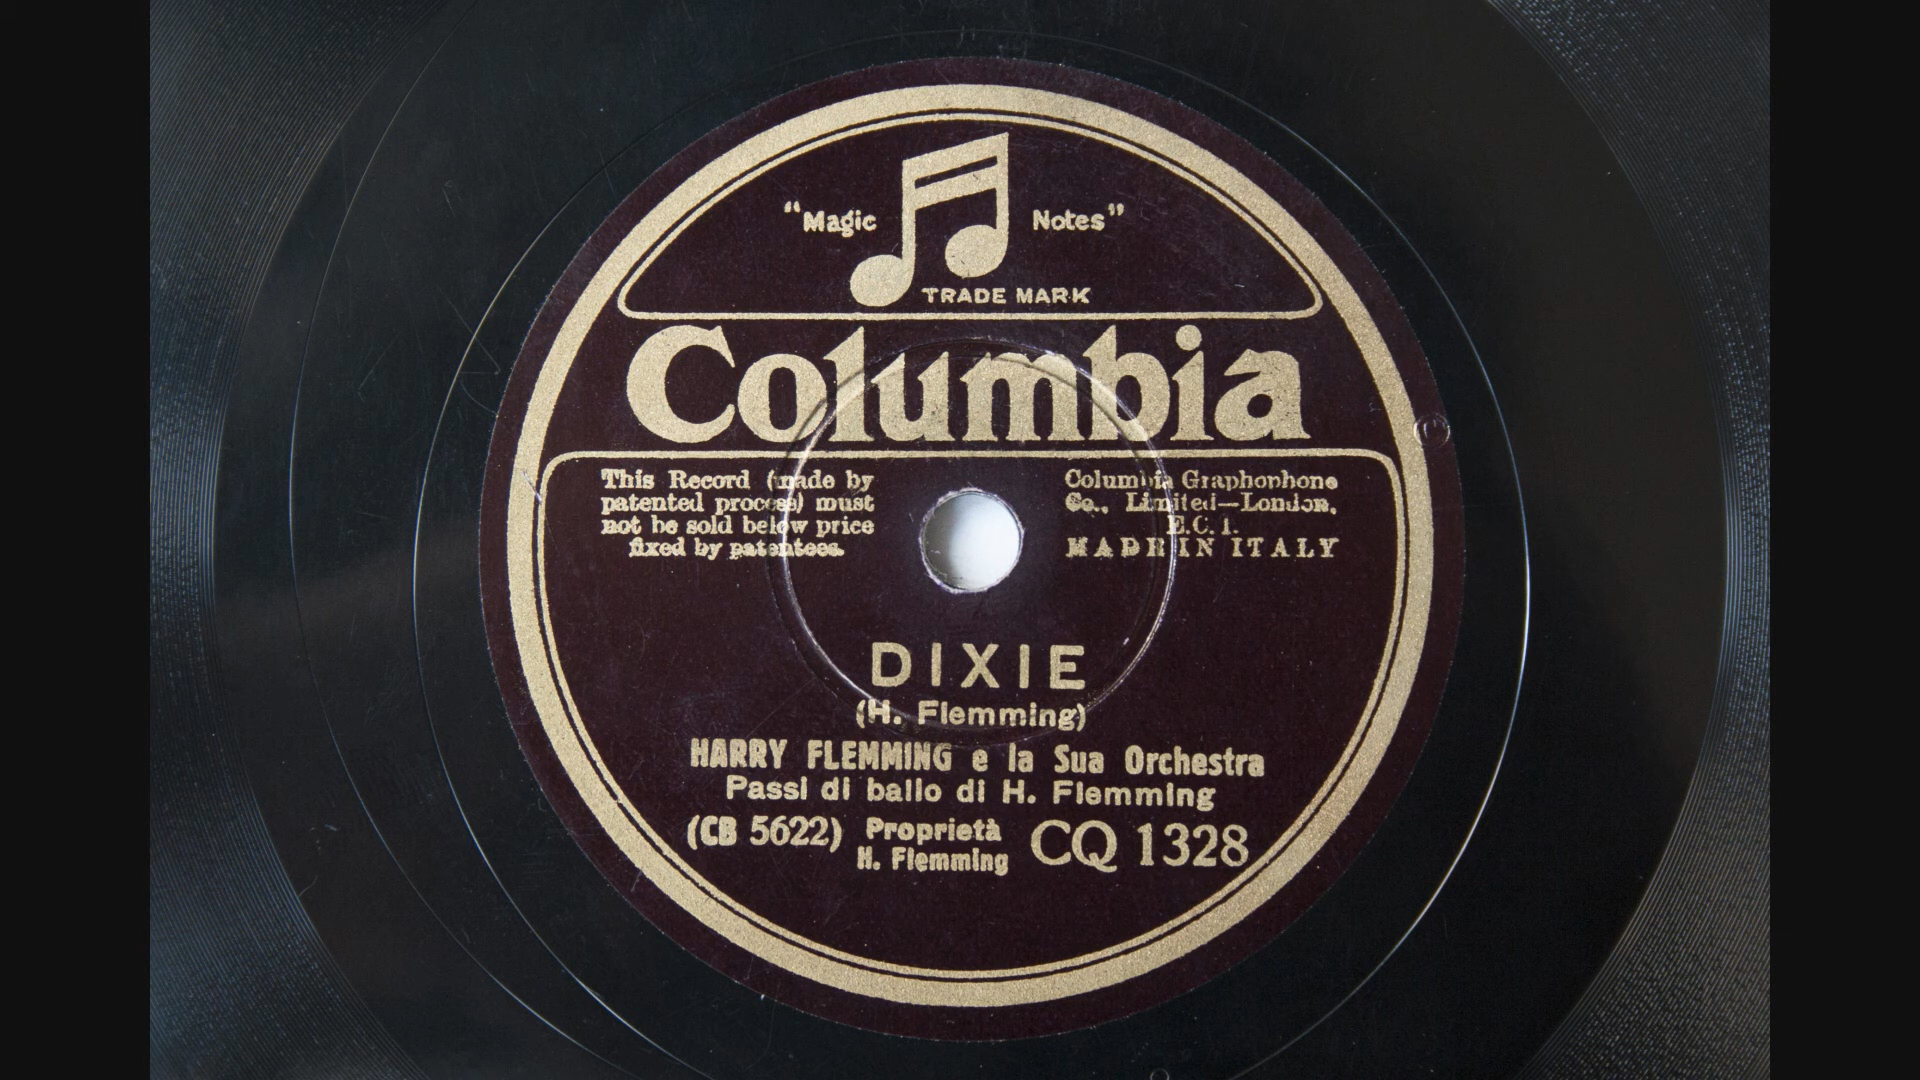 "Magic Notes"
TRADE MARK
Columbia
This Record (made by
patented process) must
not be sold below price
fixed by patentees.
Columbia Graphophone
Co., Limited—London,
E.C.1.
MADE IN ITALY
DIXIE
(H. Flemming)
HARRY FLEMMING e la Sua Orchestra
Passi di ballo di H. Flemming
(CB 5622) Proprietà CQ 1328
H. Flemming